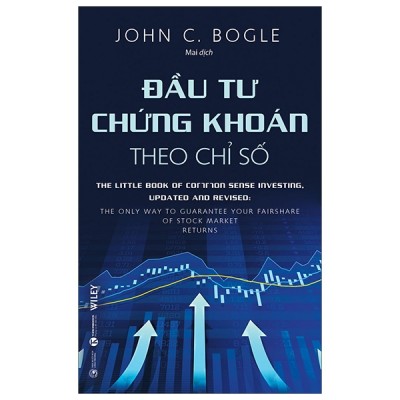 JOHN C. BOGLE
Mai dịch
ĐẦU TƯ
CHỨNG KHOÁN
THEO CHỈ SỐ
THE LITTLE BOOK OF COMMON SENSE INVESTING,
UPDATED AND REVISED:
THE ONLY WAY TO GUARANTEE YOUR FAIRSHARE
OF STOCK MARKET
RETURNS
WILEY